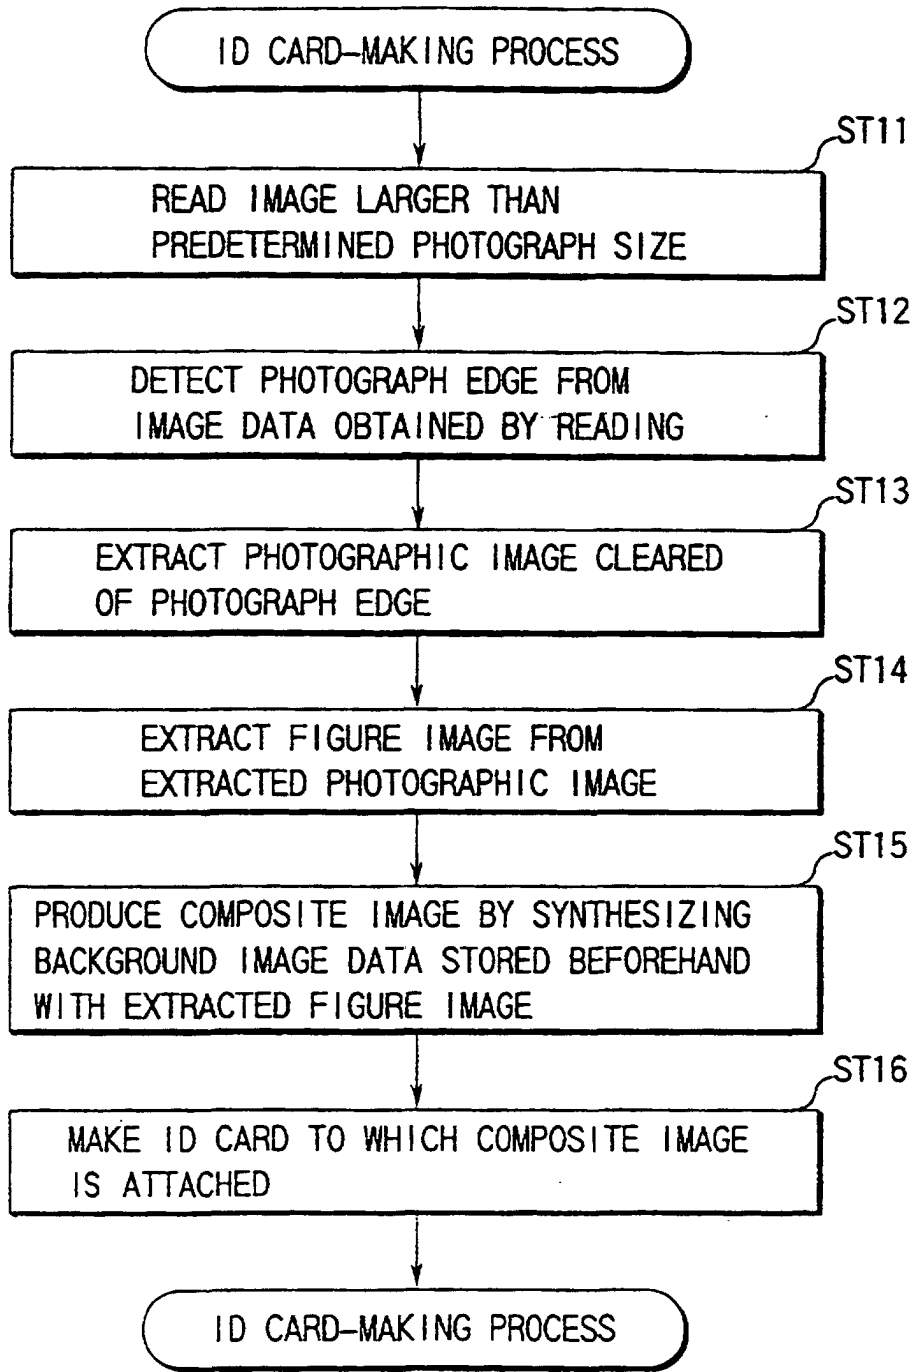 ID CARD-MAKING PROCESS
ST11
READ IMAGE LARGER THAN
PREDETERMINED PHOTOGRAPH SIZE
ST12
DETECT PHOTOGRAPH EDGE FROM
IMAGE DATA OBTAINED BY READING
ST13
EXTRACT PHOTOGRAPHIC IMAGE CLEARED
OF PHOTOGRAPH EDGE
ST14
EXTRACT FIGURE IMAGE FROM
EXTRACTED PHOTOGRAPHIC IMAGE
ST15
PRODUCE COMPOSITE IMAGE BY SYNTHESIZING
BACKGROUND IMAGE DATA STORED BEFOREHAND
WITH EXTRACTED FIGURE IMAGE
ST16
MAKE ID CARD TO WHICH COMPOSITE IMAGE
IS ATTACHED
ID CARD-MAKING PROCESS